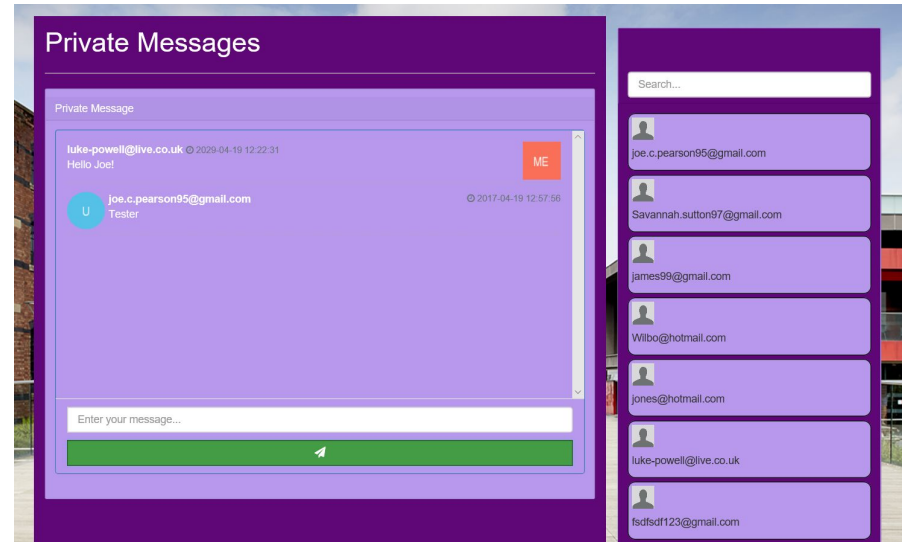 Private Messages
Private Message
luke-powell@live.co.uk 2029-04-19 12:22:31
Hello Joe!
ME
joe.c.pearson95@gmail.com 2017-04-19 12:57:56
U
Tester
Enter your message...
Search...
joe.c.pearson95@gmail.com
Savannah.sutton97@gmail.com
james99@gmail.com
Wilbo@hotmail.com
jones@hotmail.com
luke-powell@live.co.uk
fsdfsdf123@gmail.com